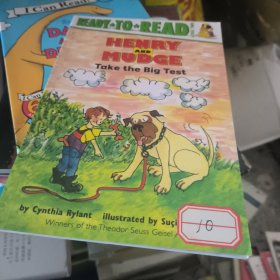 I Can Read!
READY-TO-READ
HENRY
AND
MUDGE
Take the Big Test
by Cynthia Rylant illustrated by Suçi
Winners of the Theodor Seuss Geisel
10